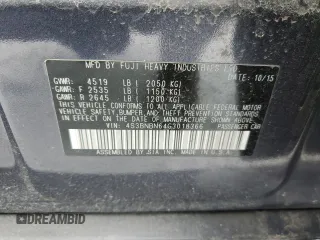 MFD BY FUJI HEAVY INDUSTRIES LTD.
DATE: 10/15
GVWR: 4519 LB ( 2050 KG)
GAWR: F 2535 LB ( 1150 KG)
GAWR: R 2645 LB ( 1200 KG)
THIS VEHICLE CONFORMS TO ALL APPLICABLE
FEDERAL MOTOR VEHICLE SAFETY, BUMPER,
AND THEFT PREVENTION STANDARDS IN EFFECT ON
THE DATE OF MANUFACTURE SHOWN ABOVE.
VIN: 4S3BNBN64G3018266 PASSENGER CAR